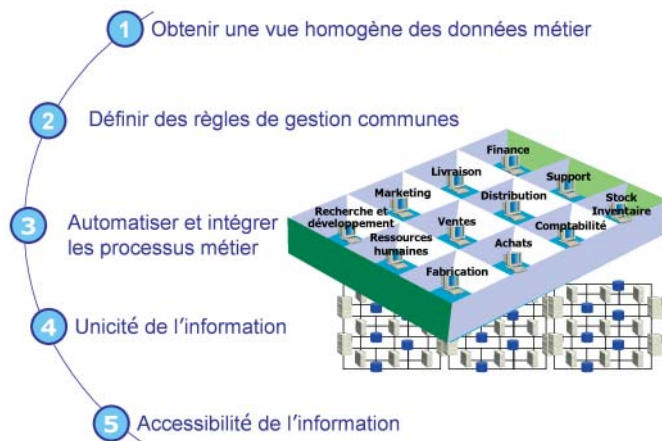 1 Obtenir une vue homogène des données métier
2 Définir des règles de gestion communes
3 Automatiser et intégrer
les processus métier
4 Unicité de l'information
5 Accessibilité de l'information
Finance
Livraison
Support
Marketing
Distribution
Stock
Inventaire
Recherche et
développement
Ventes
Comptabilité
Ressources
humaines
Achats
Fabrication